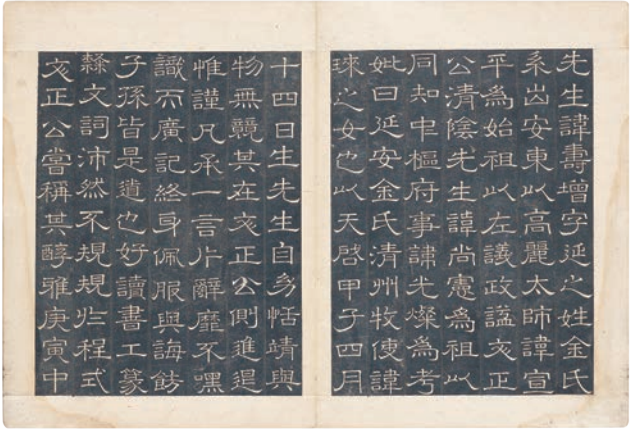 先生諱壽增字延之姓金氏
系出安東以高麗太師諱宣
平爲始祖以左議政諡文正
公清陰先生諱尚憲爲祖以
同知中樞府事諱光燦爲考
妣曰延安金氏清州牧使諱
琜之女也以天啓甲子四月
十四日生先生自幼恬靖與
物無競其在文正公側進退
惟謹凡承一言片辭靡不嘿
識而廣記終身佩服與誨飭
子孫皆是道也好讀書工篆
隸文詞沛然不規規於程式
文正公嘗稱其醇雅庚寅中